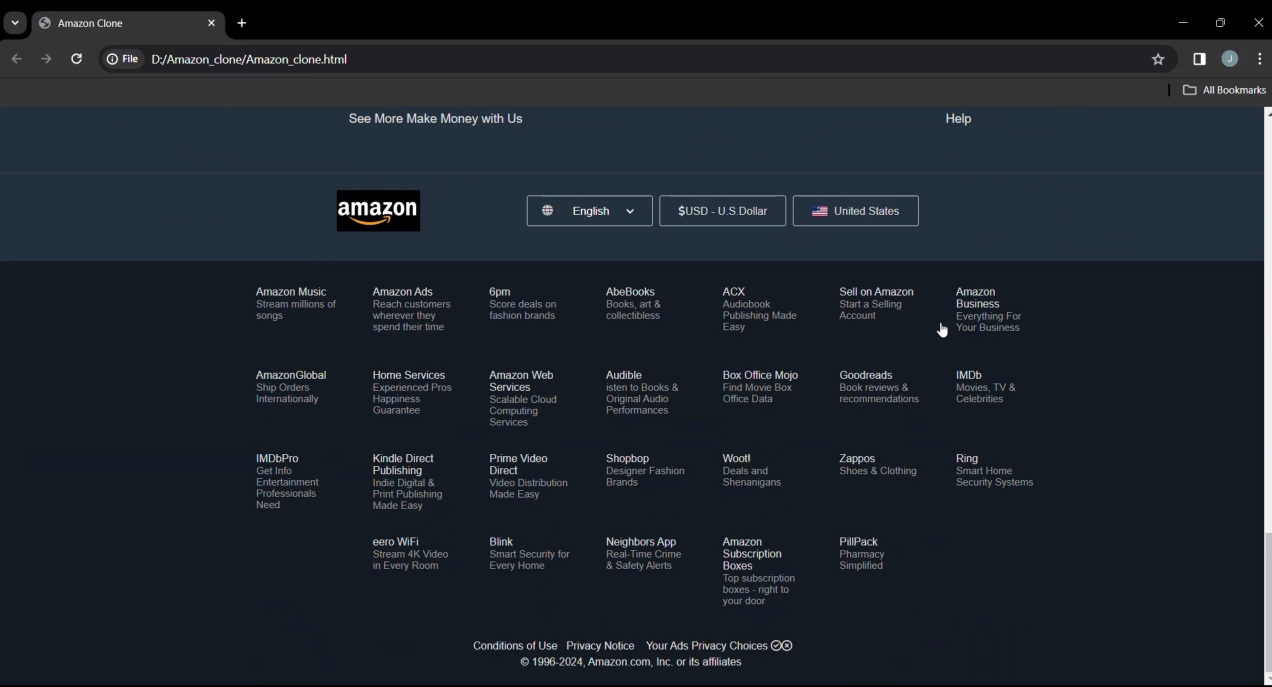 Amazon Clone
File D:/Amazon_clone/Amazon_clone.html
J
All Bookmarks
See More Make Money with Us
Help
amazon
English
$USD - U.S.Dollar
United States
Amazon Music
Stream millions of
songs
Amazon Ads
Reach customers
wherever they
spend their time
6pm
Score deals on
fashion brands
AbeBooks
Books, art &
collectibless
ACX
Audiobook
Publishing Made
Easy
Sell on Amazon
Start a Selling
Account
Amazon
Business
Everything For
Your Business
AmazonGlobal
Ship Orders
Internationally
Home Services
Experienced Pros
Happiness
Guarantee
Amazon Web
Services
Scalable Cloud
Computing
Services
Audible
isten to Books &
Original Audio
Performances
Box Office Mojo
Find Movie Box
Office Data
Goodreads
Book reviews &
recommendations
IMDb
Movies, TV &
Celebrities
IMDbPro
Get Info
Entertainment
Professionals
Need
Kindle Direct
Publishing
Indie Digital &
Print Publishing
Made Easy
Prime Video
Direct
Video Distribution
Made Easy
Shopbop
Designer Fashion
Brands
Woot!
Deals and
Shenanigans
Zappos
Shoes & Clothing
Ring
Smart Home
Security Systems
eero WiFi
Stream 4K Video
in Every Room
Blink
Smart Security for
Every Home
Neighbors App
Real-Time Crime
& Safety Alerts
Amazon
Subscription
Boxes
Top subscription
boxes - right to
your door
PillPack
Pharmacy
Simplified
Conditions of Use Privacy Notice Your Ads Privacy Choices
© 1996-2024, Amazon.com, Inc. or its affiliates